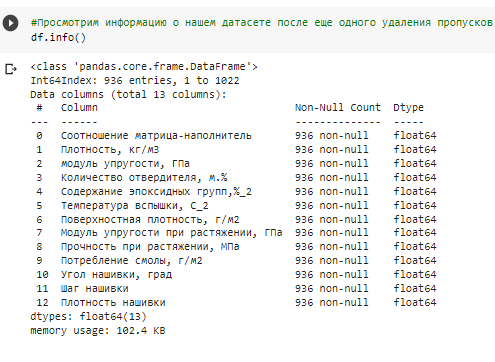 #Просмотрим информацию о нашем датасете после еще одного удаления пропусков
df.info()
<class 'pandas.core.frame.DataFrame'>
Int64Index: 936 entries, 1 to 1022
Data columns (total 13 columns):
 #   Column                                Non-Null Count  Dtype
---  ------                                --------------  -----
 0   Соотношение матрица-наполнитель       936 non-null    float64
 1   Плотность, кг/м3                      936 non-null    float64
 2   модуль упругости, ГПа                 936 non-null    float64
 3   Количество отвердителя, м.%           936 non-null    float64
 4   Содержание эпоксидных групп,%_2       936 non-null    float64
 5   Температура вспышки, С_2              936 non-null    float64
 6   Поверхностная плотность, г/м2         936 non-null    float64
 7   Модуль упругости при растяжении, ГПа  936 non-null    float64
 8   Прочность при растяжении, МПа         936 non-null    float64
 9   Потребление смолы, г/м2               936 non-null    float64
 10  Угол нашивки, град                    936 non-null    float64
 11  Шаг нашивки                           936 non-null    float64
 12  Плотность нашивки                     936 non-null    float64
dtypes: float64(13)
memory usage: 102.4 KB